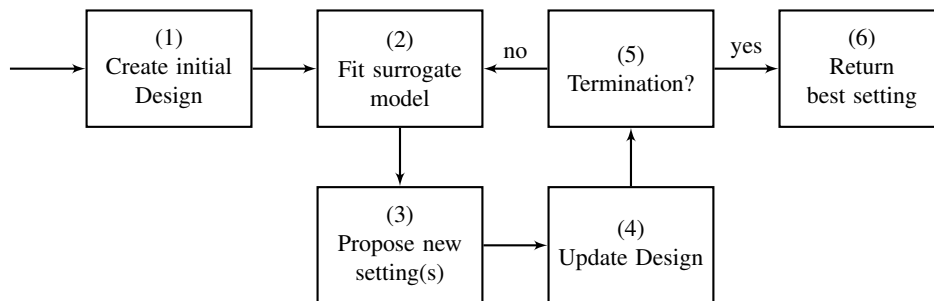 (1)
Create initial
Design
(2)
Fit surrogate
model
no
(5)
Termination?
yes
(6)
Return
best setting
(3)
Propose new
setting(s)
(4)
Update Design